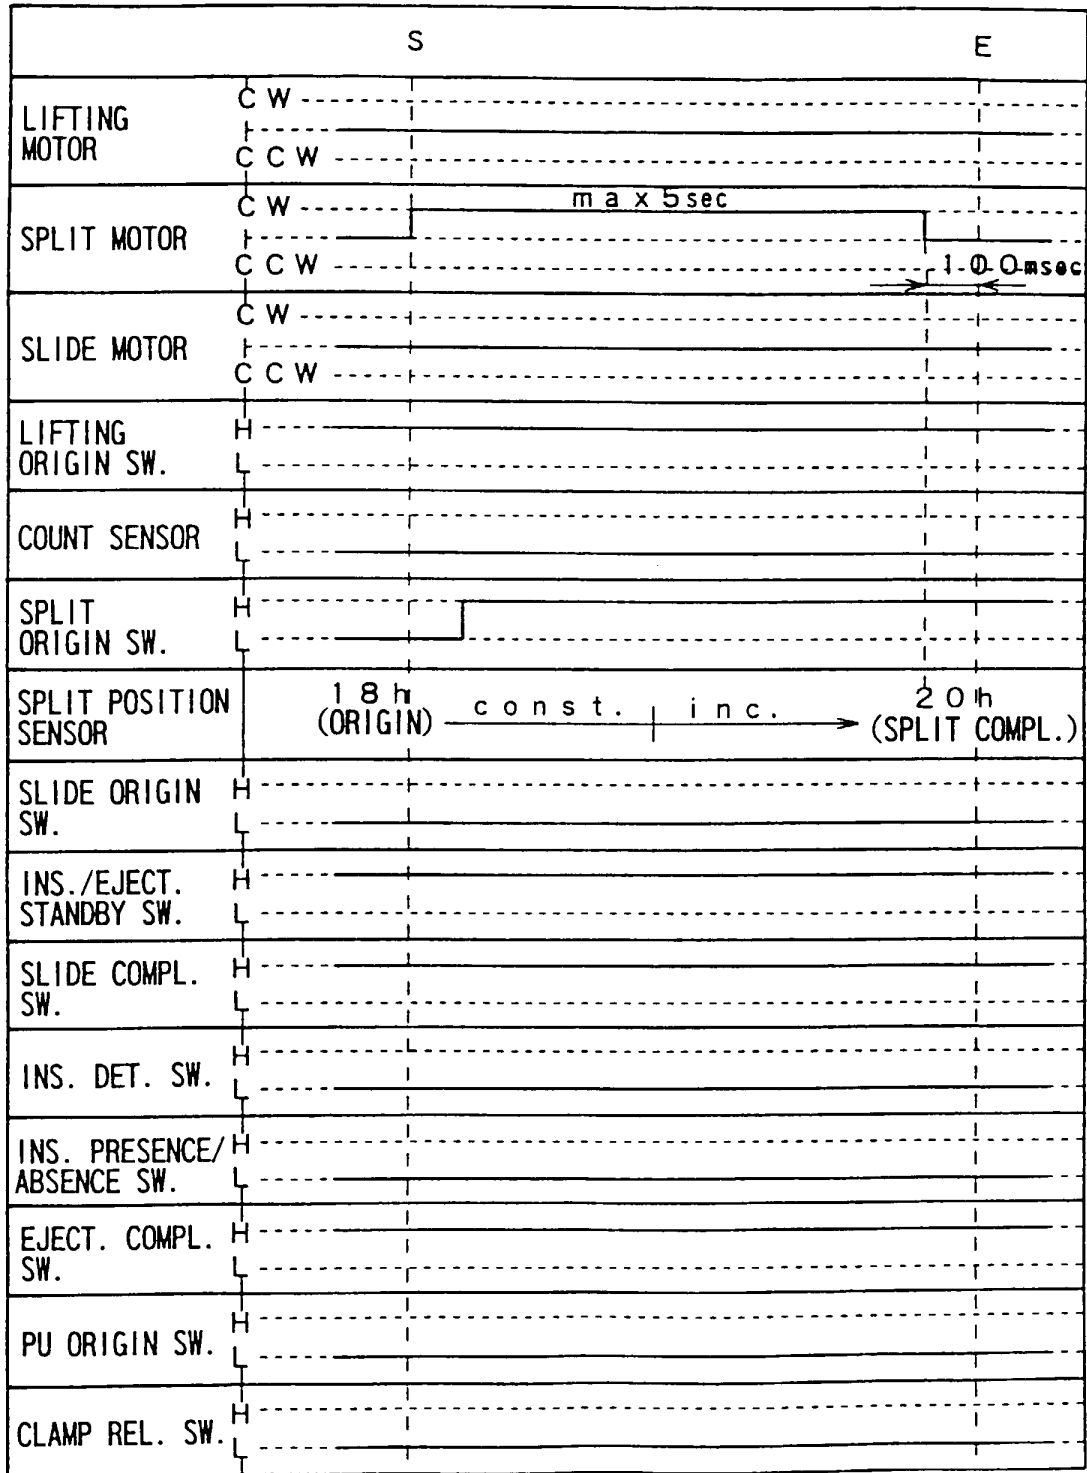 S E
LIFTING MOTOR
CW
CCW
SPLIT MOTOR
CW
max 5sec
CCW
100msec
SLIDE MOTOR
CW
CCW
LIFTING ORIGIN SW.
H
L
COUNT SENSOR
H
L
SPLIT ORIGIN SW.
H
L
SPLIT POSITION SENSOR
18h (ORIGIN)
const. inc.
20h (SPLIT COMPL.)
SLIDE ORIGIN SW.
H
L
INS./EJECT. STANDBY SW.
H
L
SLIDE COMPL. SW.
H
L
INS. DET. SW.
H
L
INS. PRESENCE/ ABSENCE SW.
H
L
EJECT. COMPL. SW.
H
L
PU ORIGIN SW.
H
L
CLAMP REL. SW.
H
L